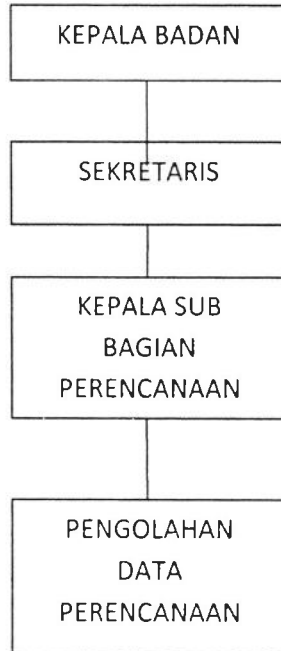 KEPALA BADAN
SEKRETARIS
KEPALA SUB
BAGIAN
PERENCANAAN
PENGOLAHAN
DATA
PERENCANAAN